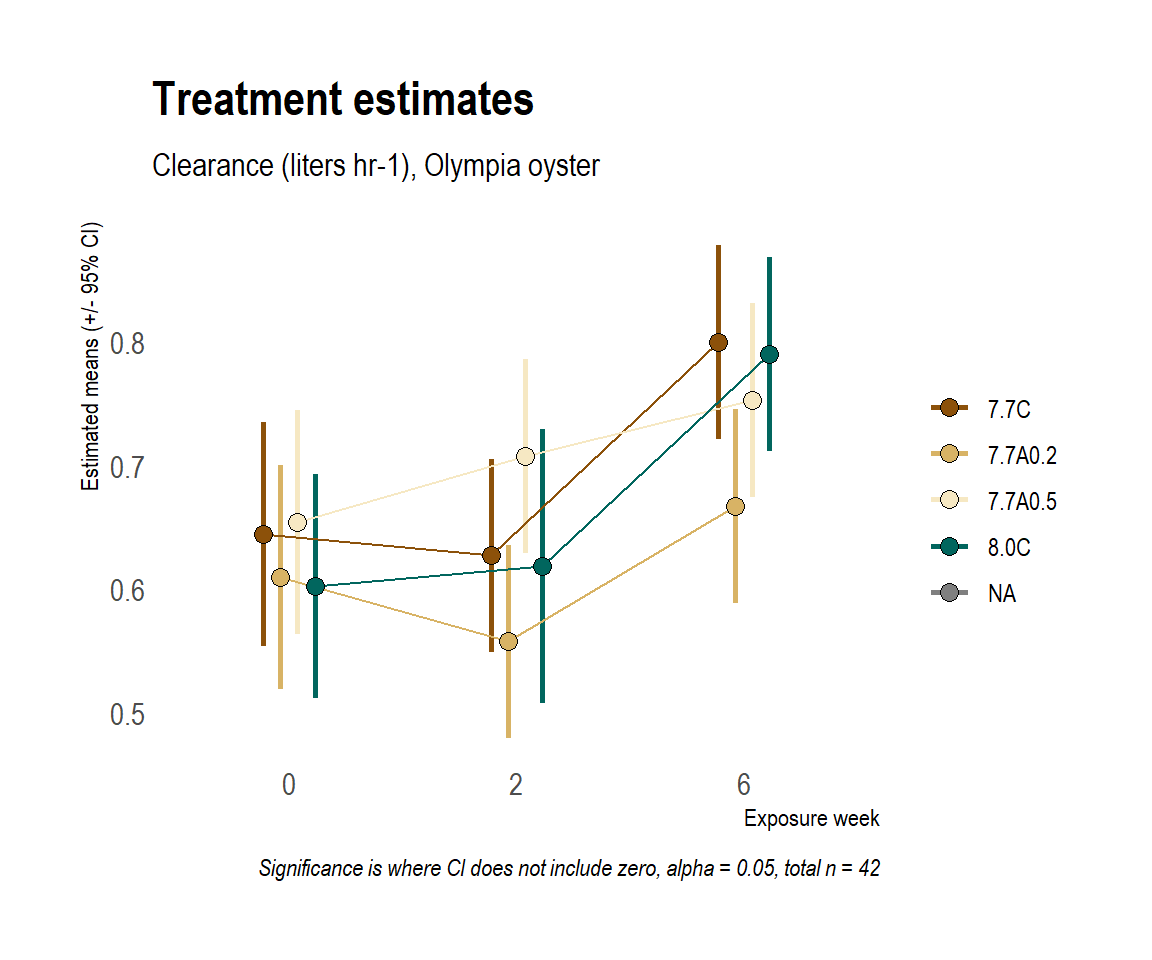 Treatment estimates
Clearance (liters hr-1), Olympia oyster
Estimated means (+/- 95% CI)
0.8
0.7
0.6
0.5
0
2
6
Exposure week
7.7C
7.7A0.2
7.7A0.5
8.0C
NA
Significance is where CI does not include zero, alpha = 0.05, total n = 42